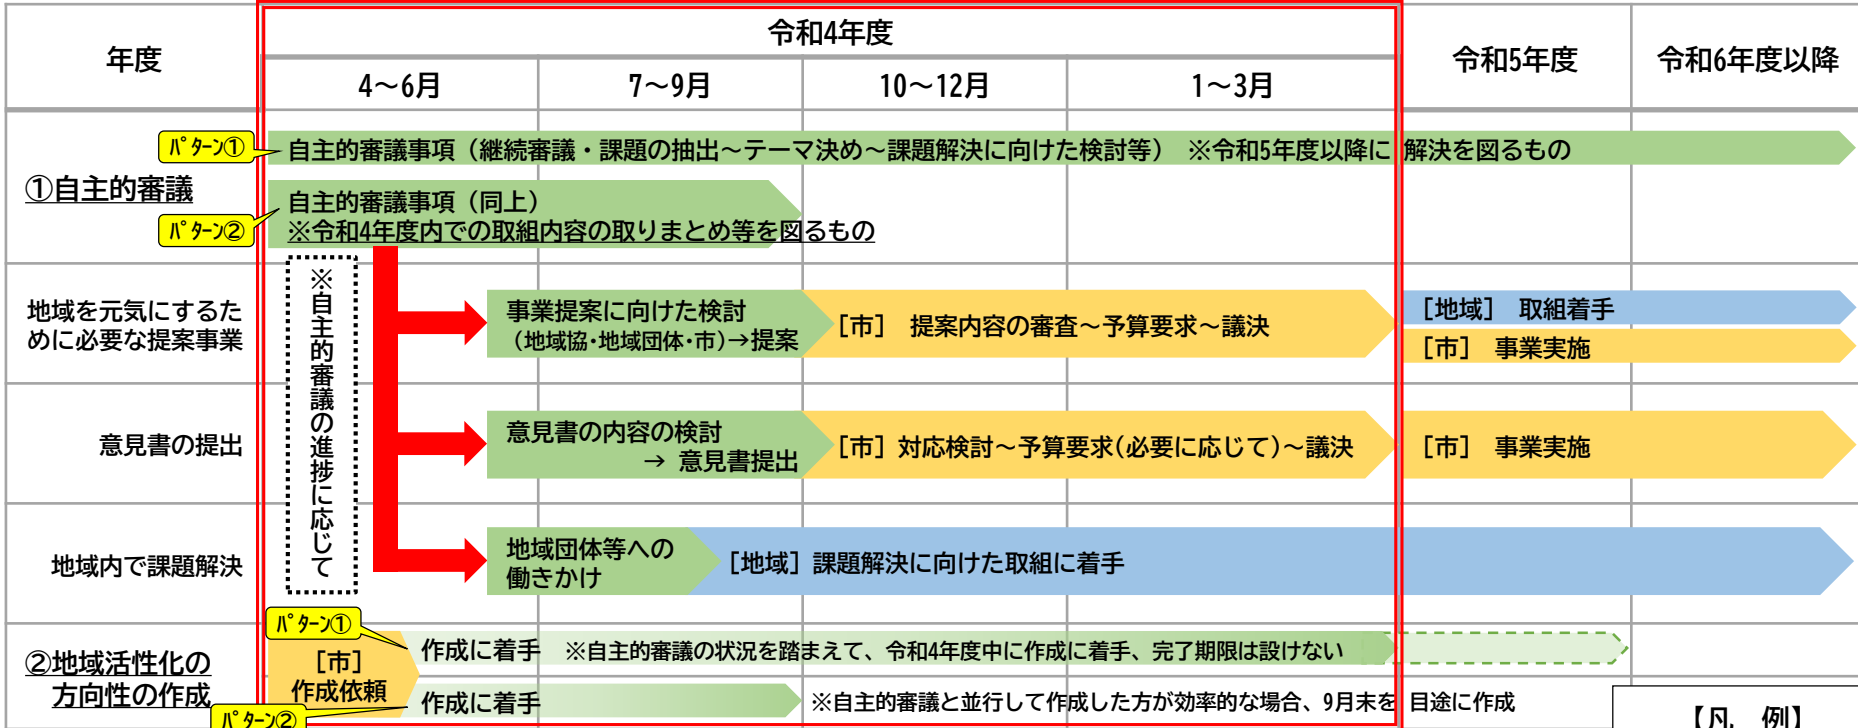 年度
令和4年度
令和5年度
令和6年度以降
4～6月
7～9月
10～12月
1～3月
①自主的審議
ﾊﾟﾀｰﾝ①
自主的審議事項（継続審議・課題の抽出～テーマ決め～課題解決に向けた検討等） ※令和5年度以降に 解決を図るもの
ﾊﾟﾀｰﾝ②
自主的審議事項（同上）
※令和4年度内での取組内容の取りまとめ等を図るもの
※自主的審議の進捗に応じて
地域を元気にするた
めに必要な提案事業
事業提案に向けた検討
（地域協･地域団体･市）→提案
［市］ 提案内容の審査～予算要求～議決
［地域］ 取組着手
［市］ 事業実施
意見書の提出
意見書の内容の検討
→ 意見書提出
［市］対応検討～予算要求(必要に応じて)～議決
［市］ 事業実施
地域内で課題解決
地域団体等への
働きかけ
［地域］課題解決に向けた取組に着手
②地域活性化の
方向性の作成
［市］
作成依頼
ﾊﾟﾀｰﾝ①
作成に着手 ※自主的審議の状況を踏まえて、令和4年度中に作成に着手、完了期限は設けない
ﾊﾟﾀｰﾝ②
作成に着手
※自主的審議と並行して作成した方が効率的な場合、9月末を 目途に作成
【凡 例】